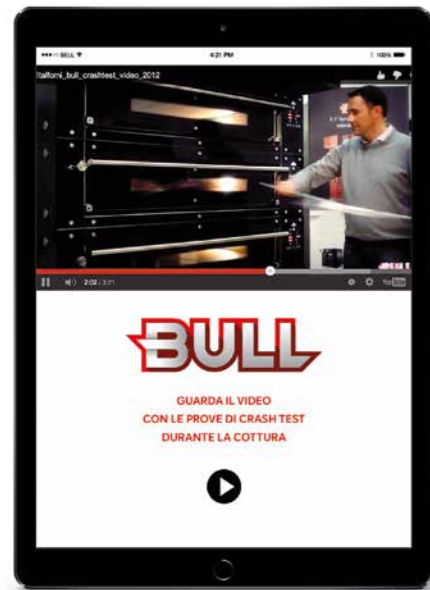 BELL
4:21 PM
100%
Italforni_bull_crashtest_video_2012
2:02 / 3:21
YouTube
BULL
GUARDA IL VIDEO
CON LE PROVE DI CRASH TEST
DURANTE LA COTTURA